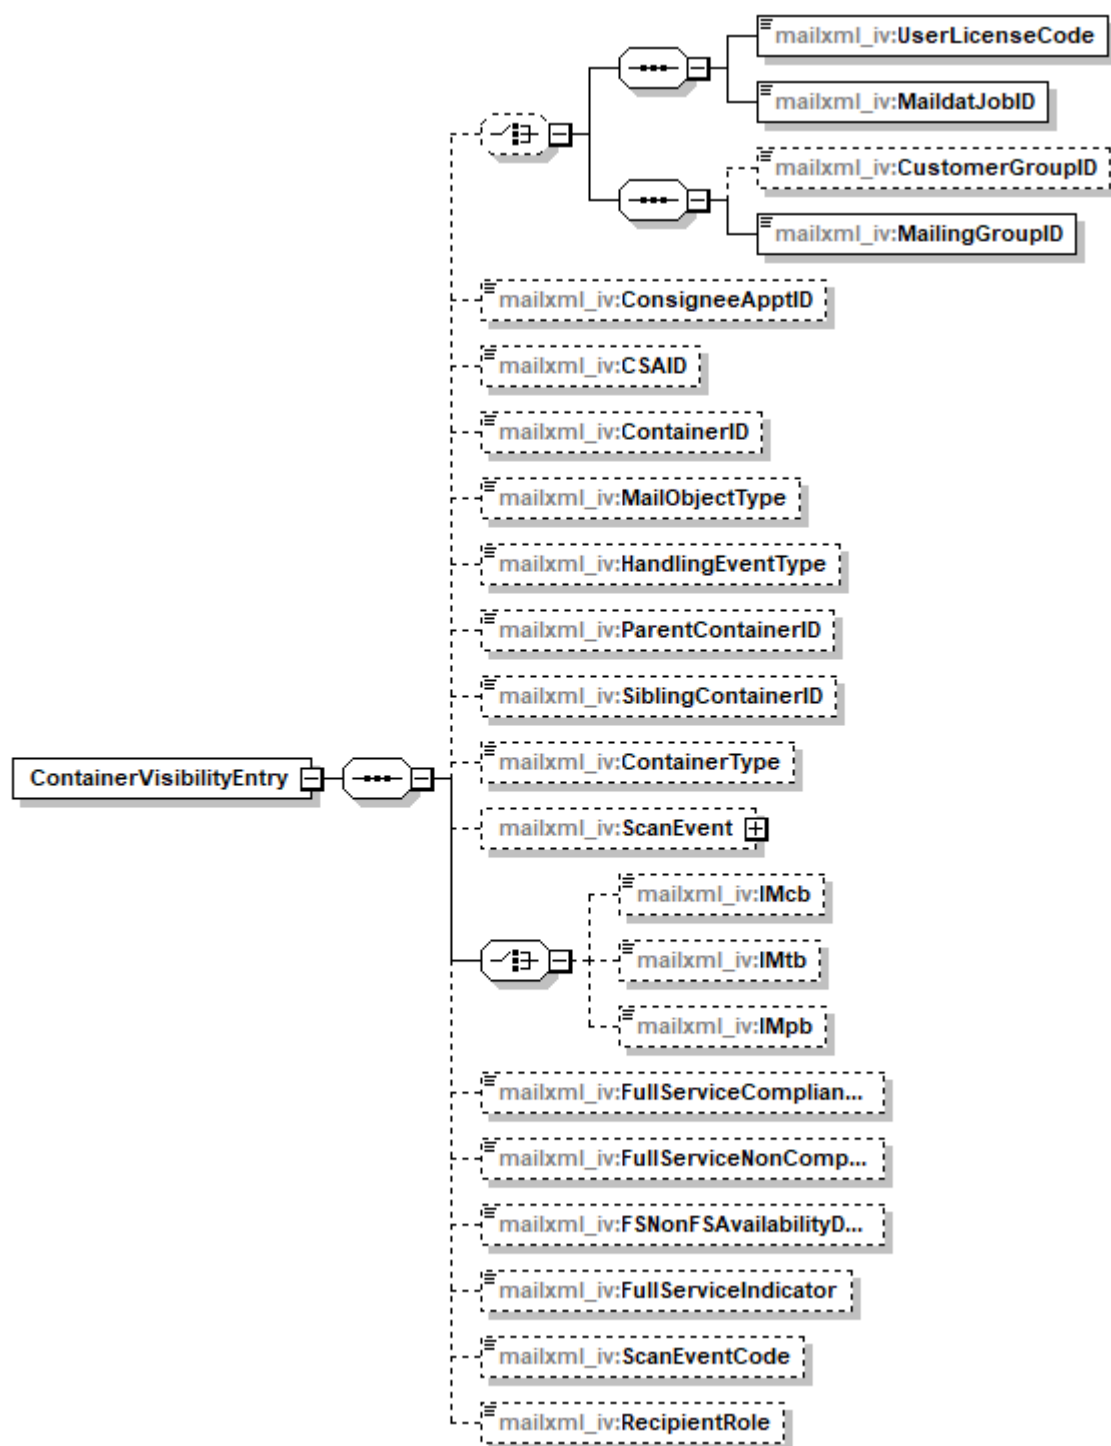 mailxml_iv:UserLicenseCode
mailxml_iv:MaildatJobID
mailxml_iv:CustomerGroupID
mailxml_iv:MailingGroupID
mailxml_iv:ConsigneeApptID
mailxml_iv:CSAID
mailxml_iv:ContainerID
mailxml_iv:MailObjectType
mailxml_iv:HandlingEventType
mailxml_iv:ParentContainerID
mailxml_iv:SiblingContainerID
mailxml_iv:ContainerType
ContainerVisibilityEntry
mailxml_iv:ScanEvent
mailxml_iv:IMcb
mailxml_iv:IMtb
mailxml_iv:IMpb
mailxml_iv:FullServiceComplian...
mailxml_iv:FullServiceNonComp...
mailxml_iv:FSNonFSAvailabilityD...
mailxml_iv:FullServiceIndicator
mailxml_iv:ScanEventCode
mailxml_iv:RecipientRole